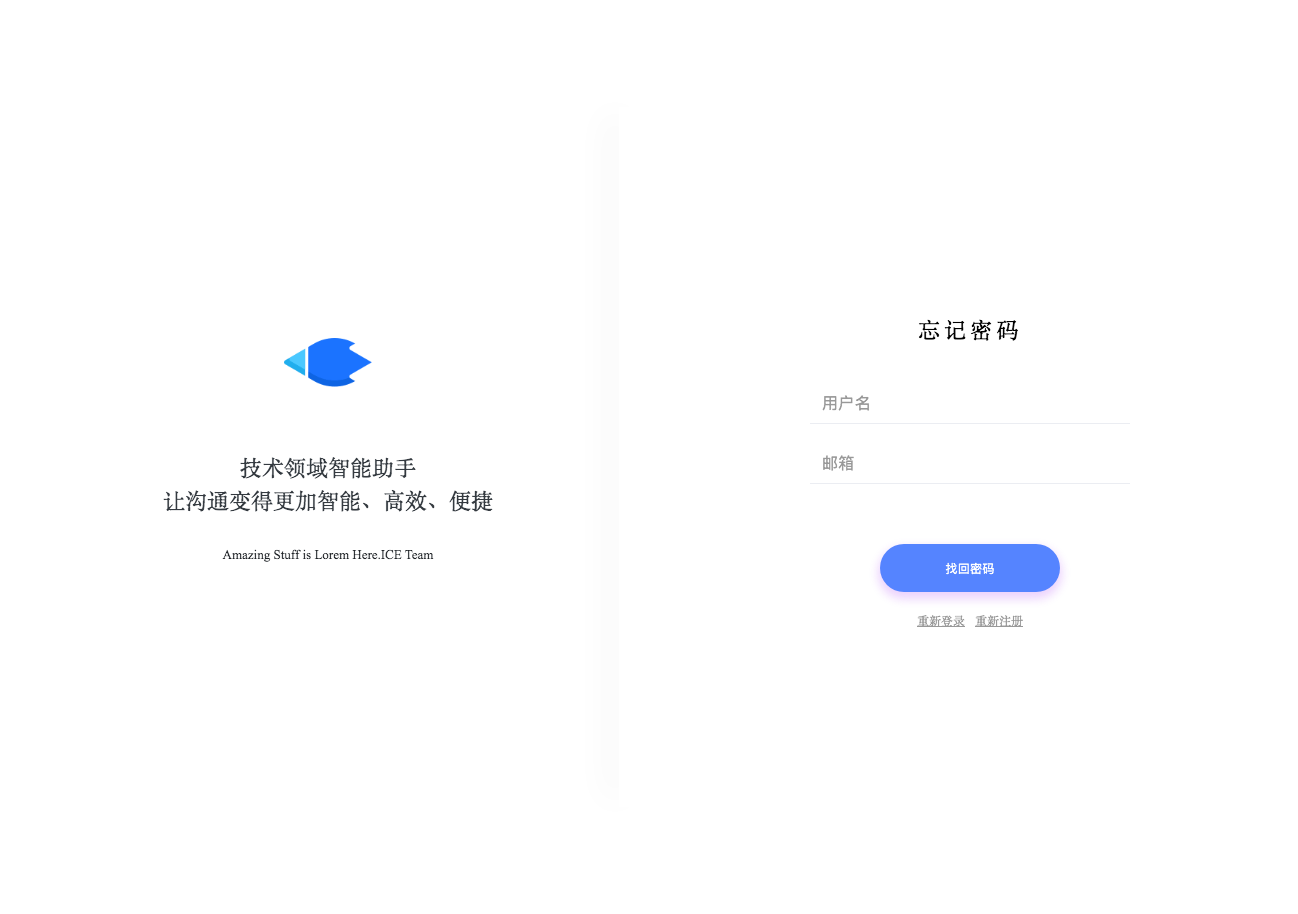 技术领域智能助手
让沟通变得更加智能、高效、便捷
Amazing Stuff is Lorem Here.ICE Team
忘记密码
用户名
邮箱
找回密码
重新登录 重新注册